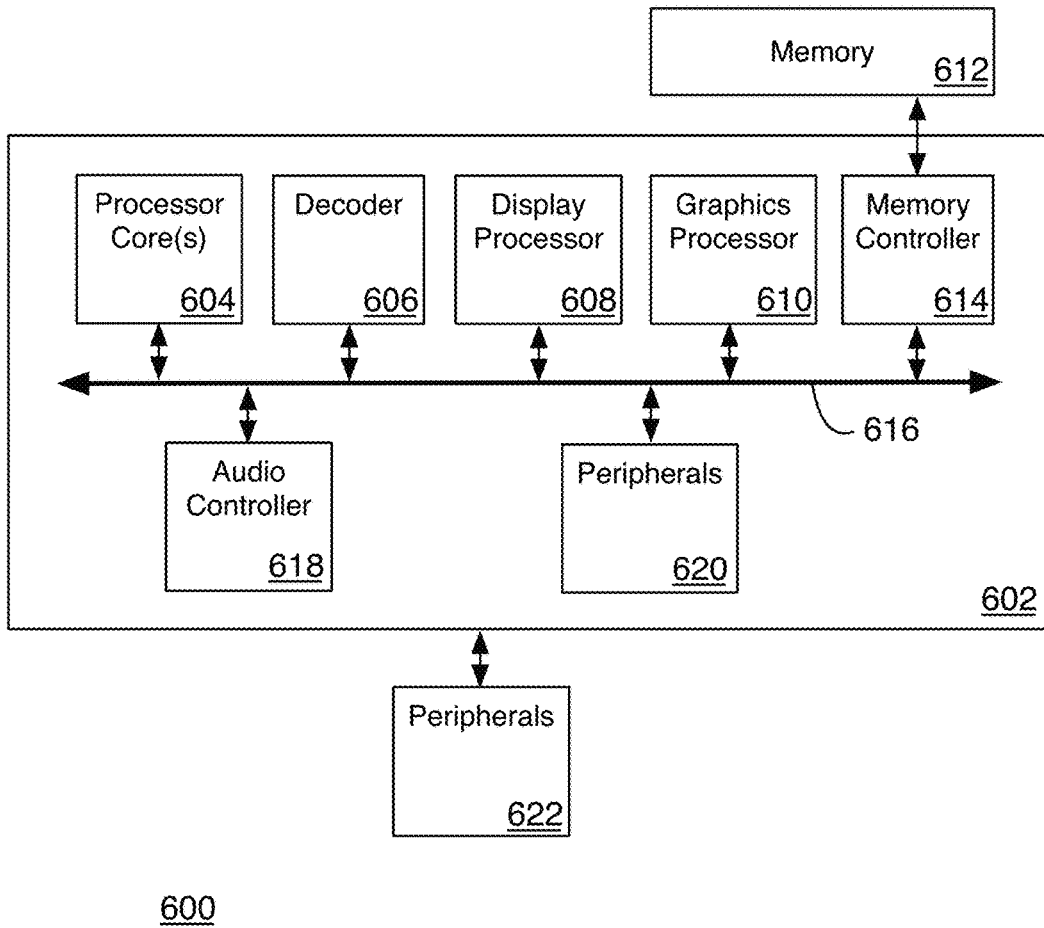 Memory
612
Processor
Core(s)
604
Decoder
606
Display
Processor
608
Graphics
Processor
610
Memory
Controller
614
616
Audio
Controller
618
Peripherals
620
602
Peripherals
622
600